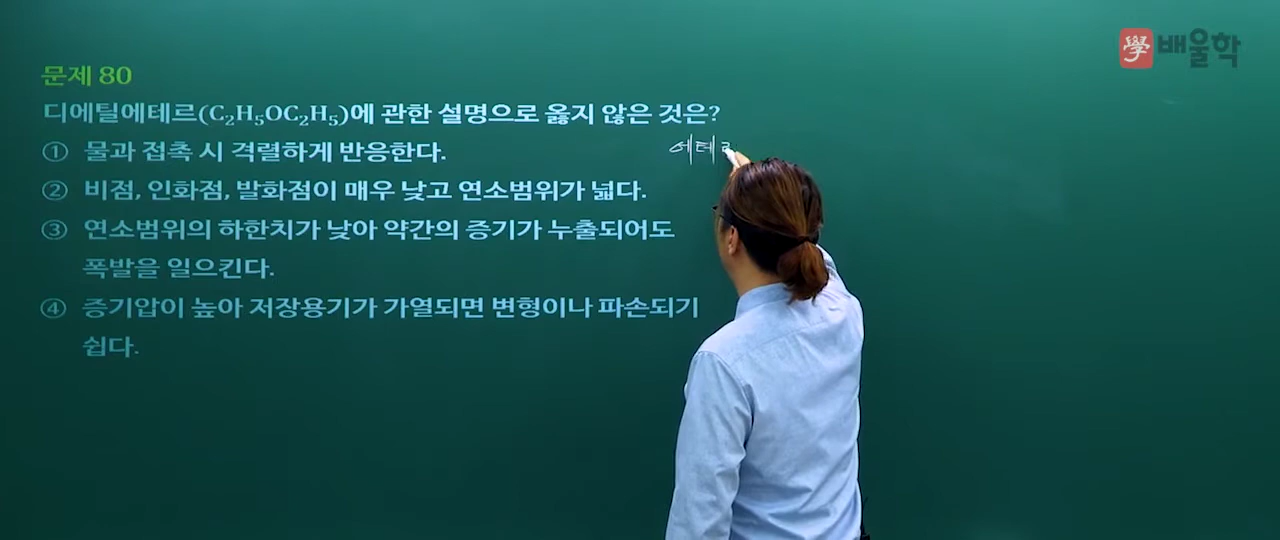 學 배울학
문제 80
디에틸에테르(C₂H₅OC₂H₅)에 관한 설명으로 옳지 않은 것은?
① 물과 접촉 시 격렬하게 반응한다.
② 비점, 인화점, 발화점이 매우 낮고 연소범위가 넓다.
③ 연소범위의 하한치가 낮아 약간의 증기가 누출되어도
폭발을 일으킨다.
④ 증기압이 높아 저장용기가 가열되면 변형이나 파손되기
쉽다.
에테르